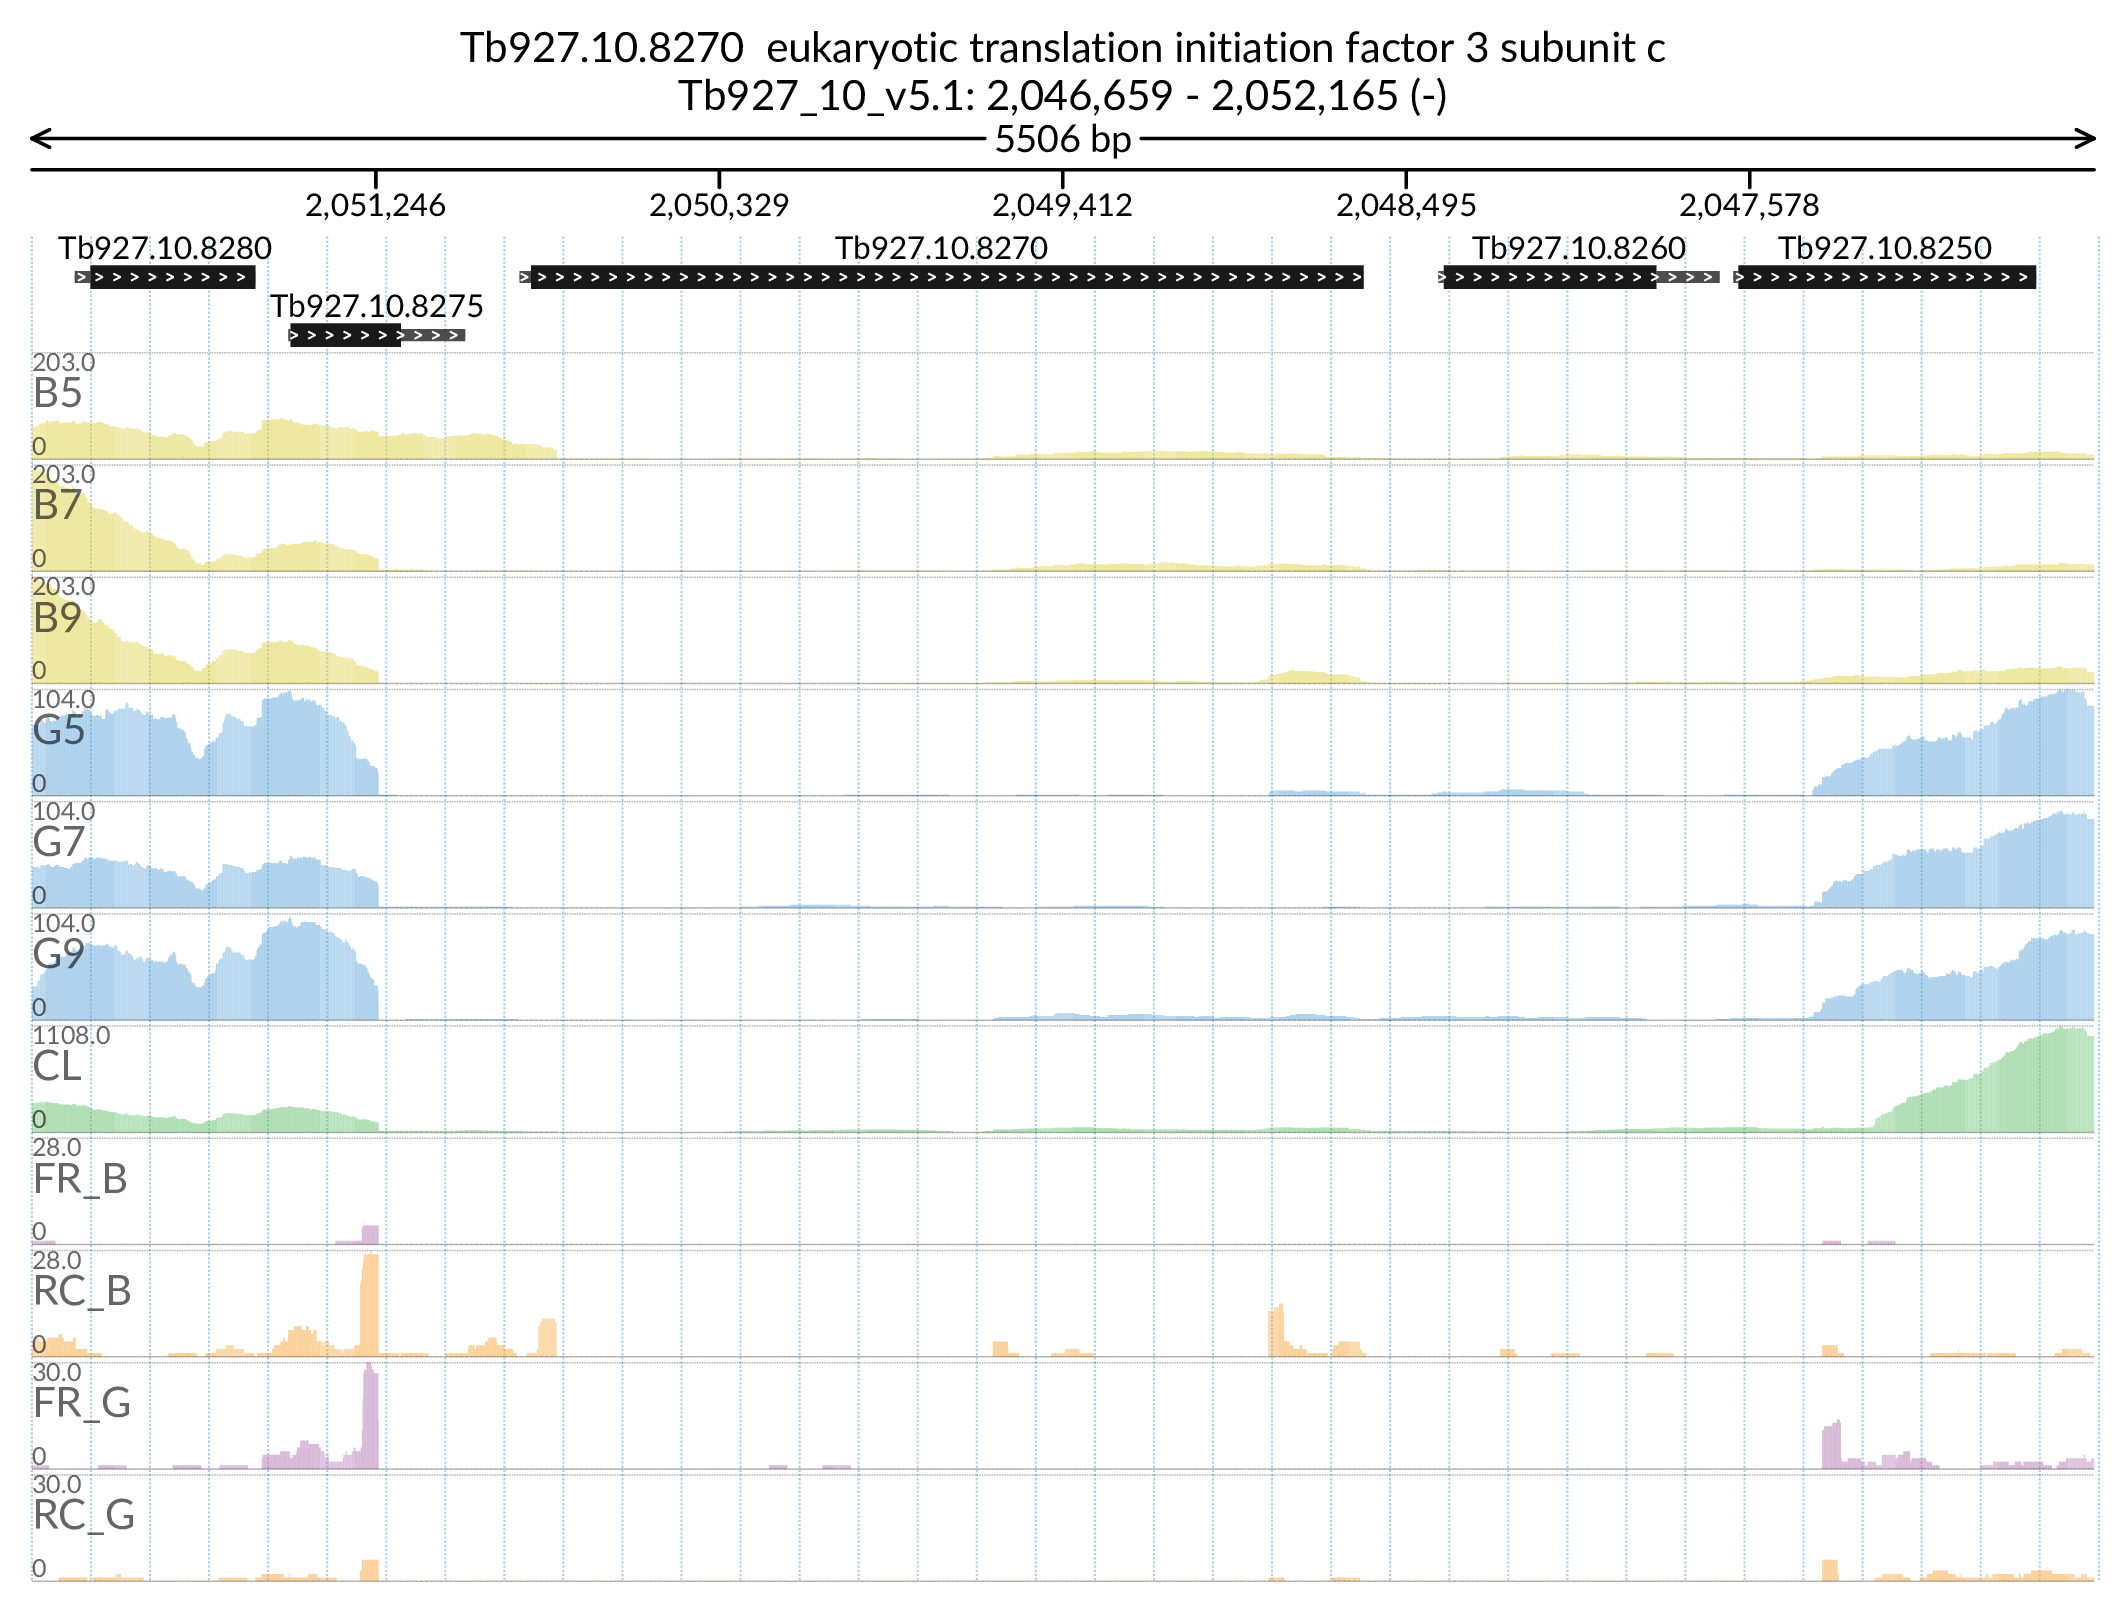 Tb927.10.8270  eukaryotic translation initiation factor 3 subunit c
Tb927_10_v5.1: 2,046,659 - 2,052,165 (-)
5506 bp
2,051,246 2,050,329 2,049,412 2,048,495 2,047,578
Tb927.10.8280 Tb927.10.8270 Tb927.10.8260 Tb927.10.8250
Tb927.10.8275
203.0
B5
0
203.0
B7
0
203.0
B9
0
104.0
G5
0
104.0
G7
0
104.0
G9
0
1108.0
CL
0
28.0
FR_B
0
28.0
RC_B
0
30.0
FR_G
0
30.0
RC_G
0